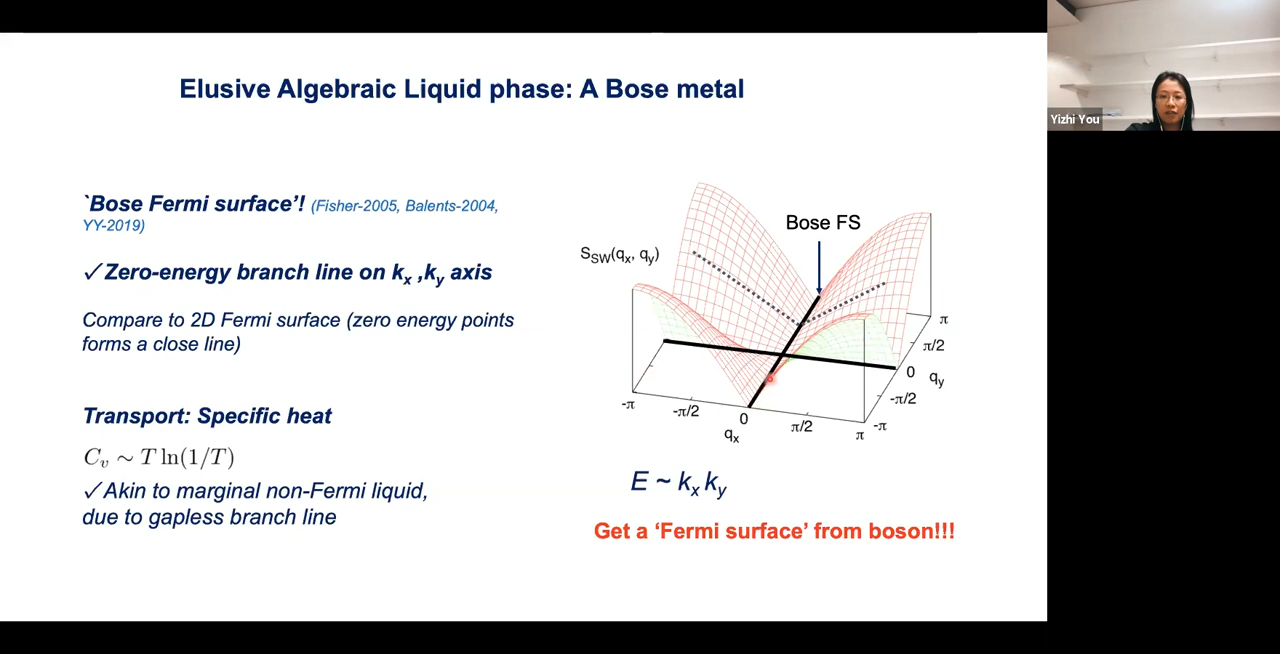 Elusive Algebraic Liquid phase: A Bose metal
Yizhi You
`Bose Fermi surface'! (Fisher-2005, Balents-2004,
YY-2019)
✓Zero-energy branch line on kx ,ky axis
Compare to 2D Fermi surface (zero energy points
forms a close line)
Transport: Specific heat
Cv ~ T ln(1/T)
✓Akin to marginal non-Fermi liquid,
due to gapless branch line
Bose FS
SSW(qx, qy)
π
π/2
0
qy
-π/2
-π
-π
-π/2
0
π/2
π
qx
E ~ kx ky
Get a 'Fermi surface' from boson!!!